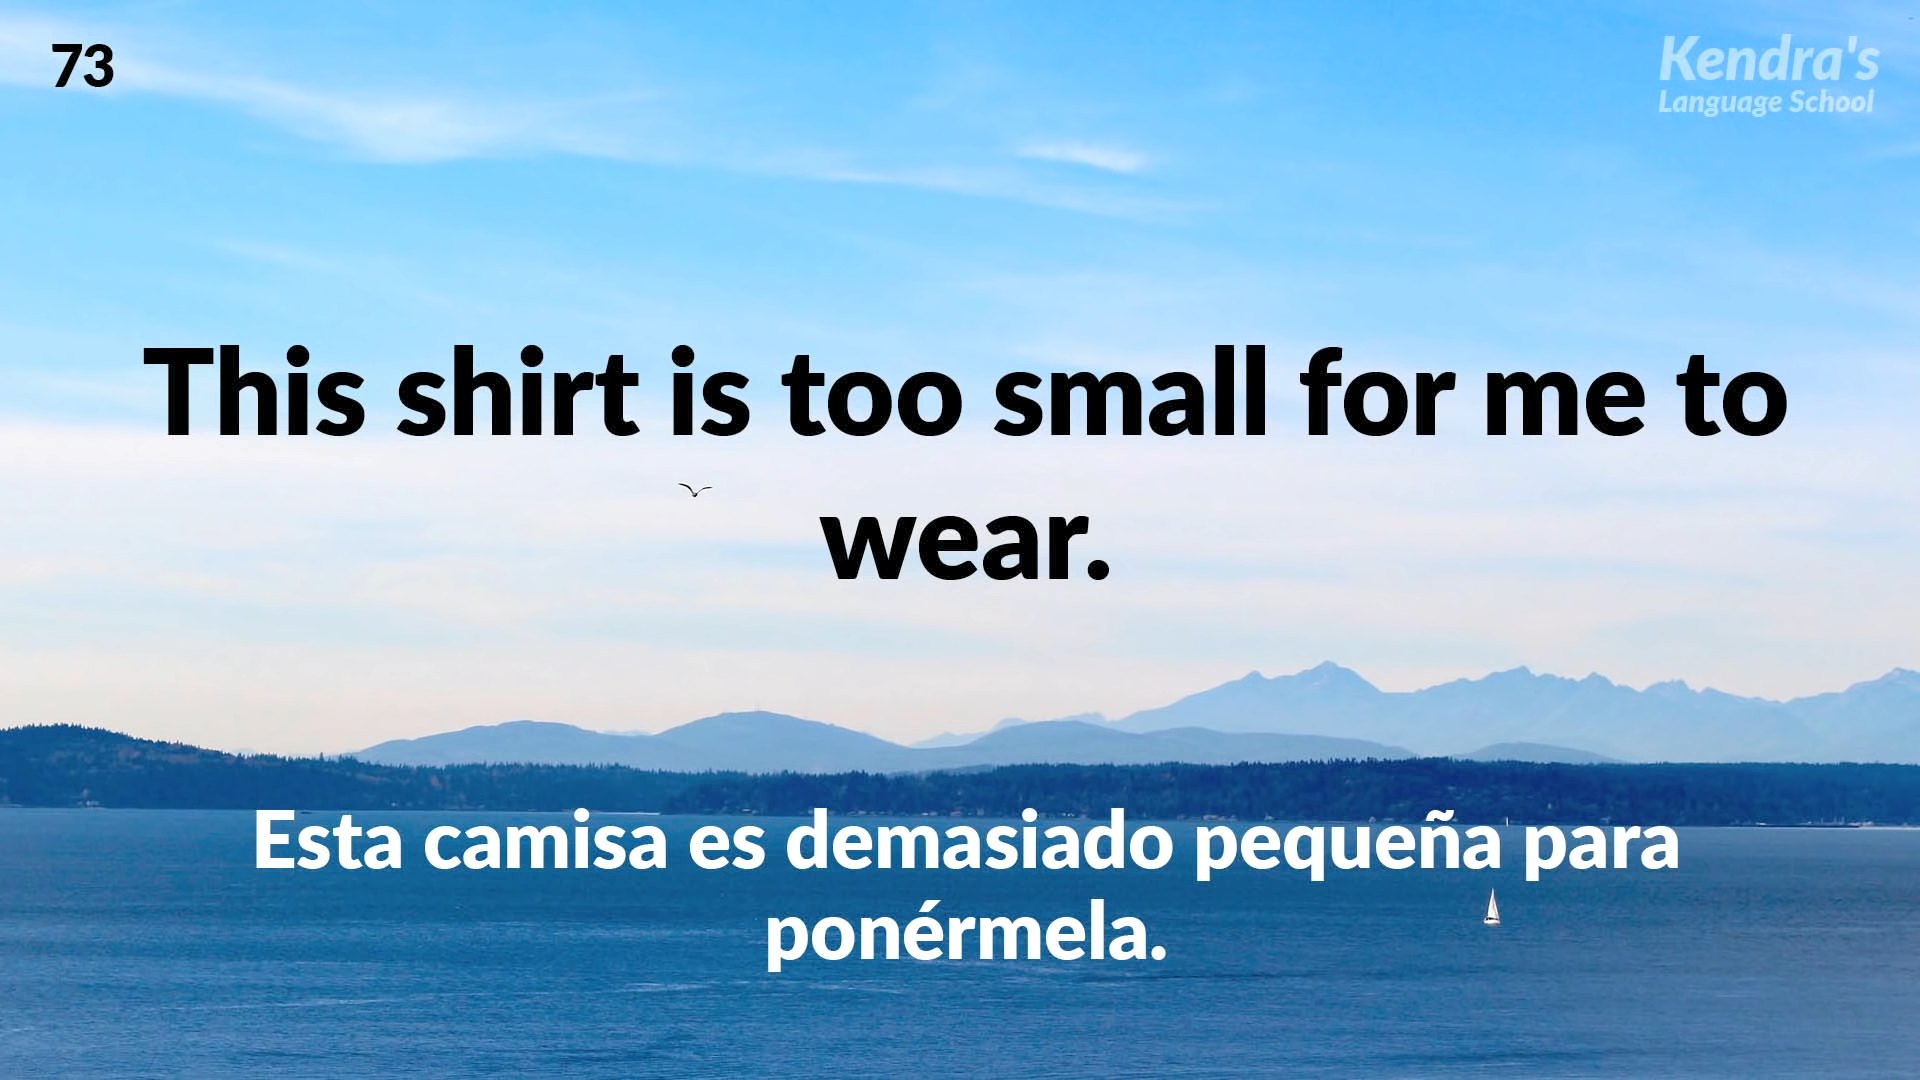 73
Kendra's
Language School
This shirt is too small for me to
wear.
Esta camisa es demasiado pequeña para
ponérmela.